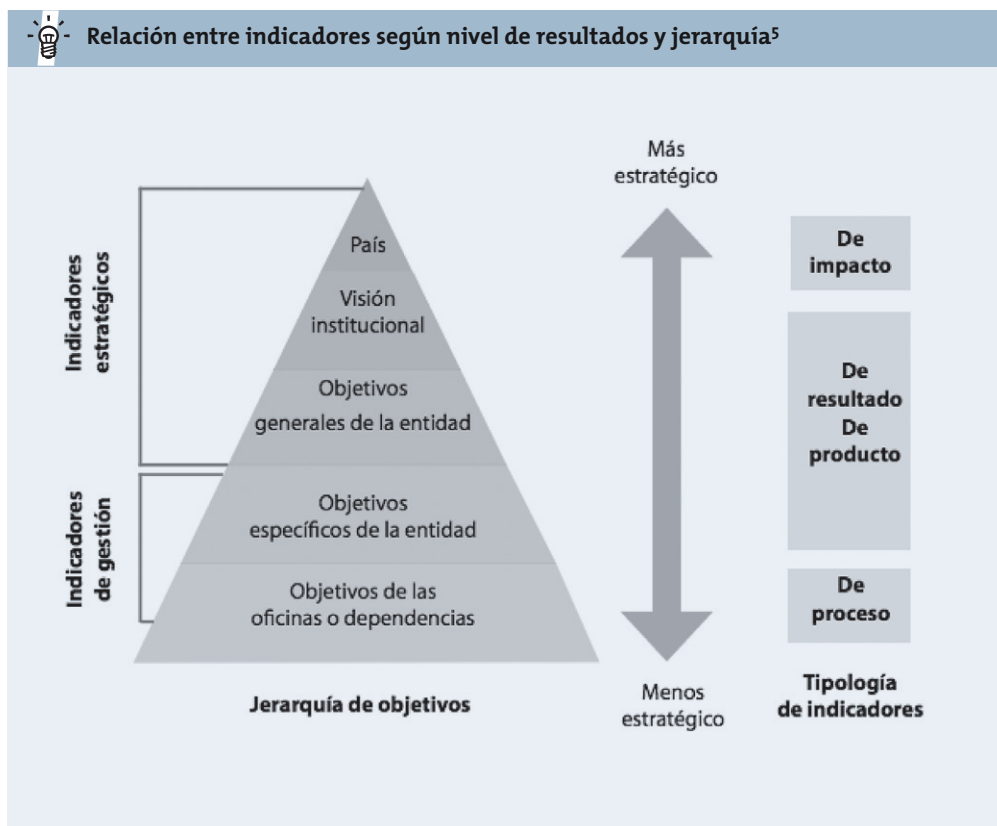 Relación entre indicadores según nivel de resultados y jerarquía⁵
Indicadores
estratégicos
Indicadores
de gestión
País
Visión
institucional
Objetivos
generales de la entidad
Objetivos
específicos de la entidad
Objetivos de las
oficinas o dependencias
Jerarquía de objetivos
Más
estratégico
Menos
estratégico
De
impacto
De
resultado
De
producto
De
proceso
Tipología
de indicadores